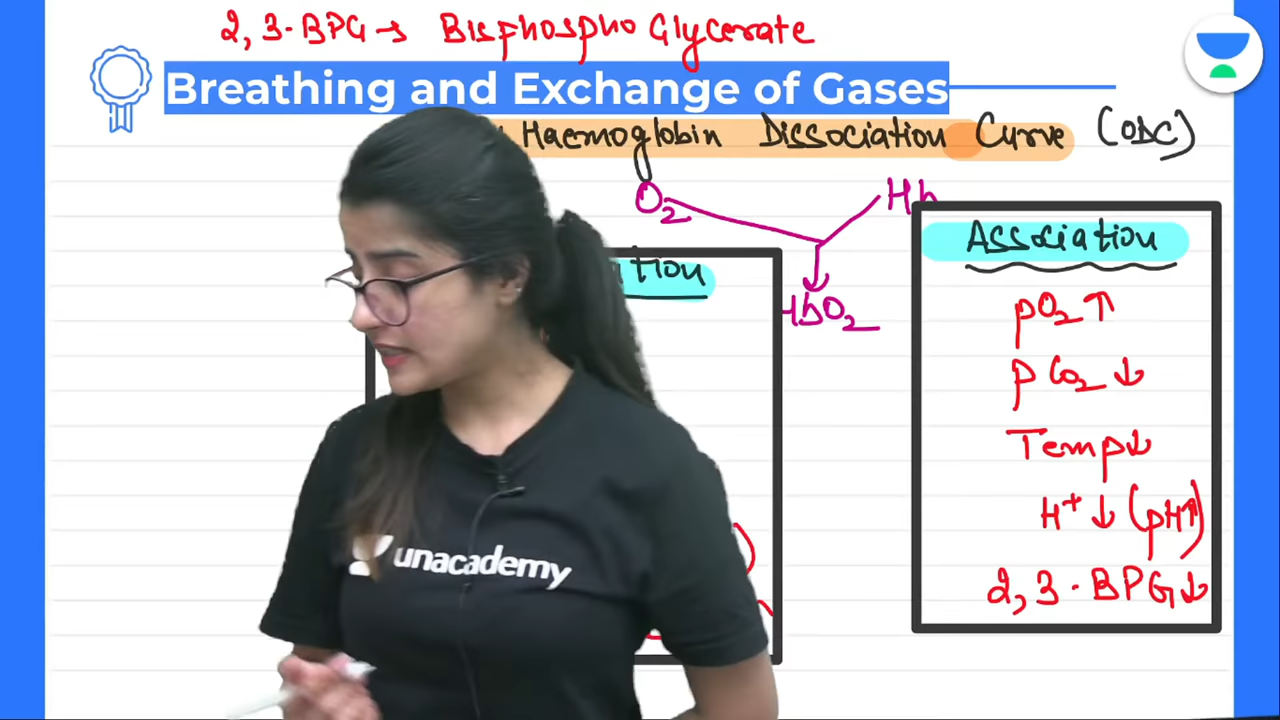 2,3-BPG → Bisphospho Glycerate
Breathing and Exchange of Gases
Haemoglobin Dissociation Curve (ODC)
O₂ Hb
HbO₂
Association
pO₂ ↑
pCO₂ ↓
Temp ↓
H⁺ ↓ (pH↑)
2,3-BPG ↓
unacademy